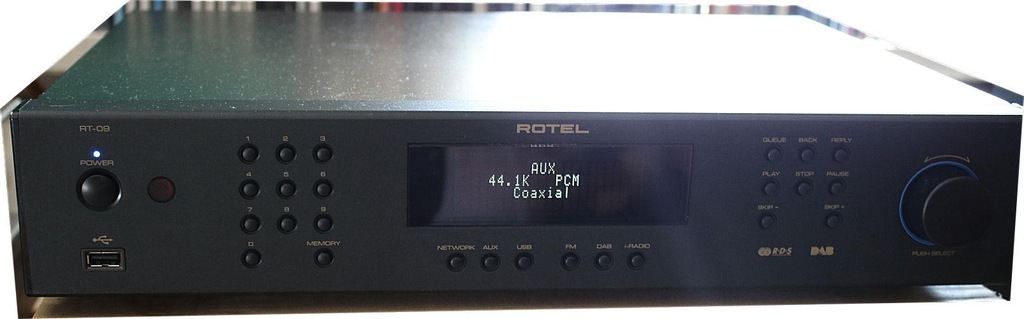 RT-09
POWER
1 2 3
4 5 6
7 8 9
0 MEMORY
ROTEL
AUX
44.1K PCM
Coaxial
NETWORK AUX USB FM DAB I-RADIO
QUEUE BACK REPLY
PLAY STOP PAUSE
SKIP - SKIP +
R·D·S DAB
PUSH SELECT